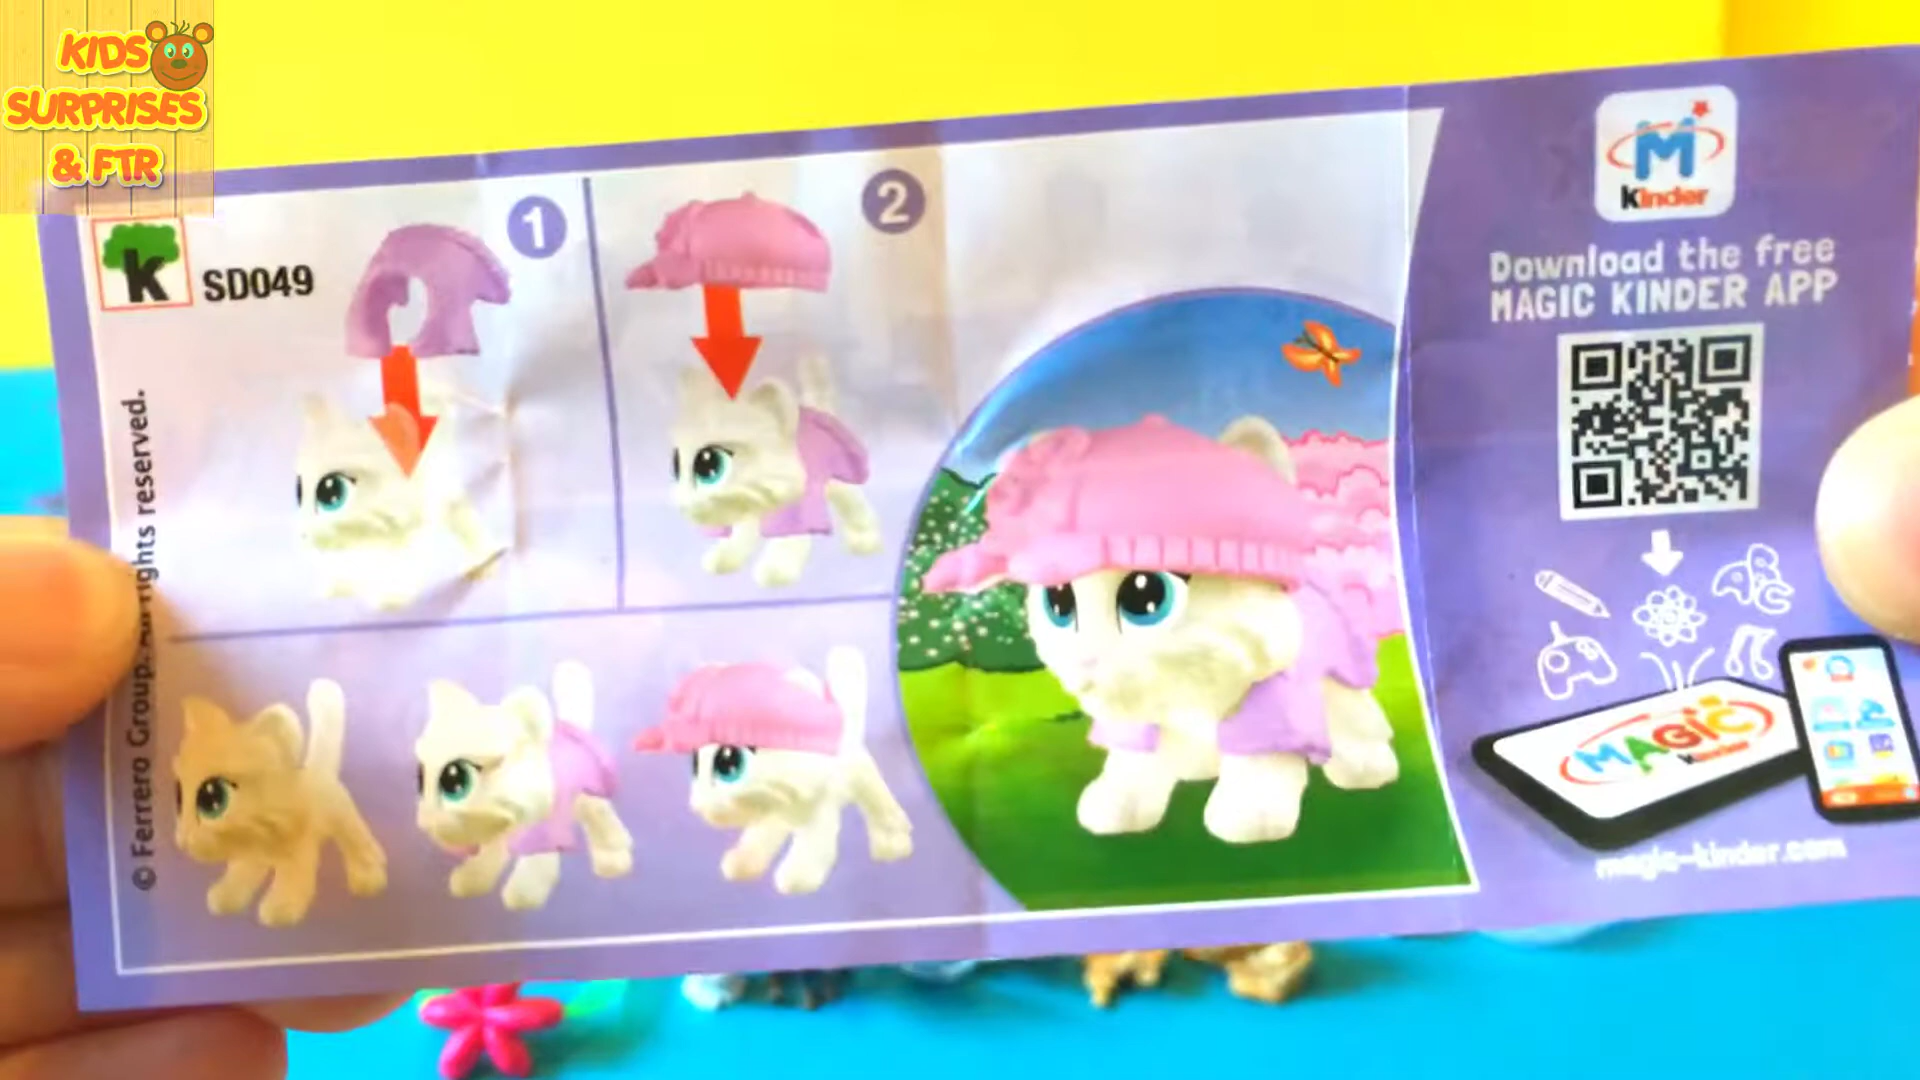 KIDS
SURPRISES
& FTR
K
SD049
1
2
© Ferrero Group. All rights reserved.
M
kinder
Download the free
MAGIC KINDER APP
MAGIC
kinder
magic-kinder.com